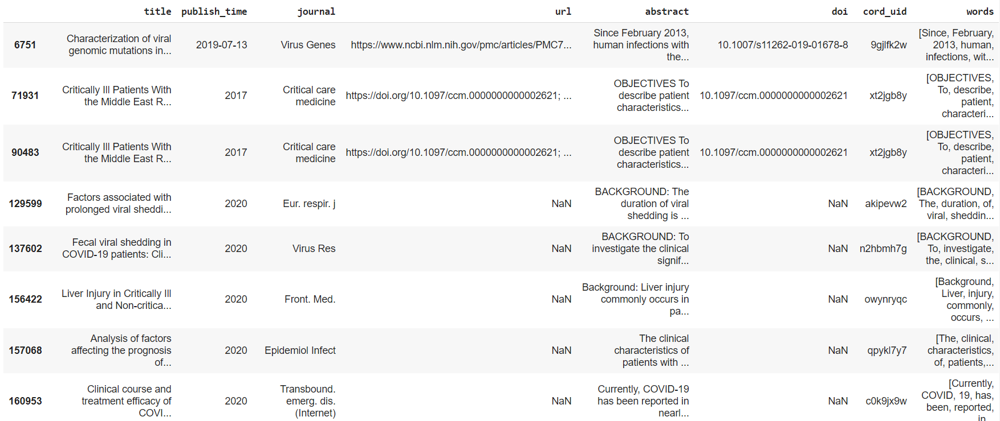 title publish_time journal url abstract doi cord_uid words
6751 Characterization of viral genomic mutations in... 2019-07-13 Virus Genes https://www.ncbi.nlm.nih.gov/pmc/articles/PMC7... Since February 2013, human infections with the... 10.1007/s11262-019-01678-8 9gjlfk2w [Since, February, 2013, human, infections, wit...
71931 Critically Ill Patients With the Middle East R... 2017 Critical care medicine https://doi.org/10.1097/ccm.0000000000002621; ... OBJECTIVES To describe patient characteristics... 10.1097/ccm.0000000000002621 xt2jgb8y [OBJECTIVES, To, describe, patient, characteri...
90483 Critically Ill Patients With the Middle East R... 2017 Critical care medicine https://doi.org/10.1097/ccm.0000000000002621; ... OBJECTIVES To describe patient characteristics... 10.1097/ccm.0000000000002621 xt2jgb8y [OBJECTIVES, To, describe, patient, characteri...
129599 Factors associated with prolonged viral sheddi... 2020 Eur. respir. j NaN BACKGROUND: The duration of viral shedding is ... NaN akipevw2 [BACKGROUND, The, duration, of, viral, sheddin...
137602 Fecal viral shedding in COVID-19 patients: Cli... 2020 Virus Res NaN BACKGROUND: To investigate the clinical signif... NaN n2hbmh7g [BACKGROUND, To, investigate, the, clinical, s...
156422 Liver Injury in Critically Ill and Non-critica... 2020 Front. Med. NaN Background: Liver injury commonly occurs in pa... NaN owynryqc [Background, Liver, injury, commonly, occurs, ...
157068 Analysis of factors affecting the prognosis of... 2020 Epidemiol Infect NaN The clinical characteristics of patients with ... NaN qpykl7y7 [The, clinical, characteristics, of, patients,...
160953 Clinical course and treatment efficacy of COVI... 2020 Transbound. emerg. dis. (Internet) NaN Currently, COVID-19 has been reported in nearl... NaN c0k9jx9w [Currently, COVID, 19, has, been, reported, in...